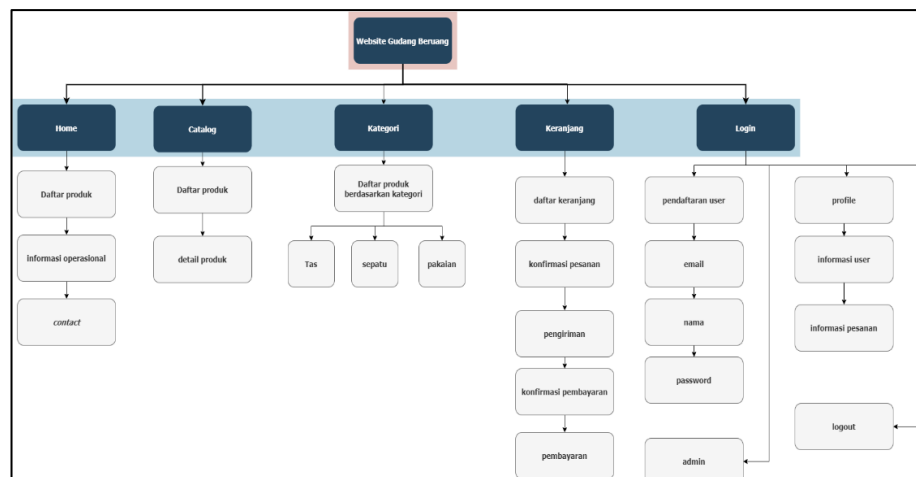 Website Gudang Beruang
Home
Catalog
Kategori
Keranjang
Login
Daftar produk
Daftar produk
Daftar produk
berdasarkan kategori
daftar keranjang
pendaftaran user
profile
informasi operasional
detail produk
Tas
sepatu
pakaian
konfirmasi pesanan
email
informasi user
contact
pengiriman
nama
informasi pesanan
konfirmasi pembayaran
password
logout
pembayaran
admin